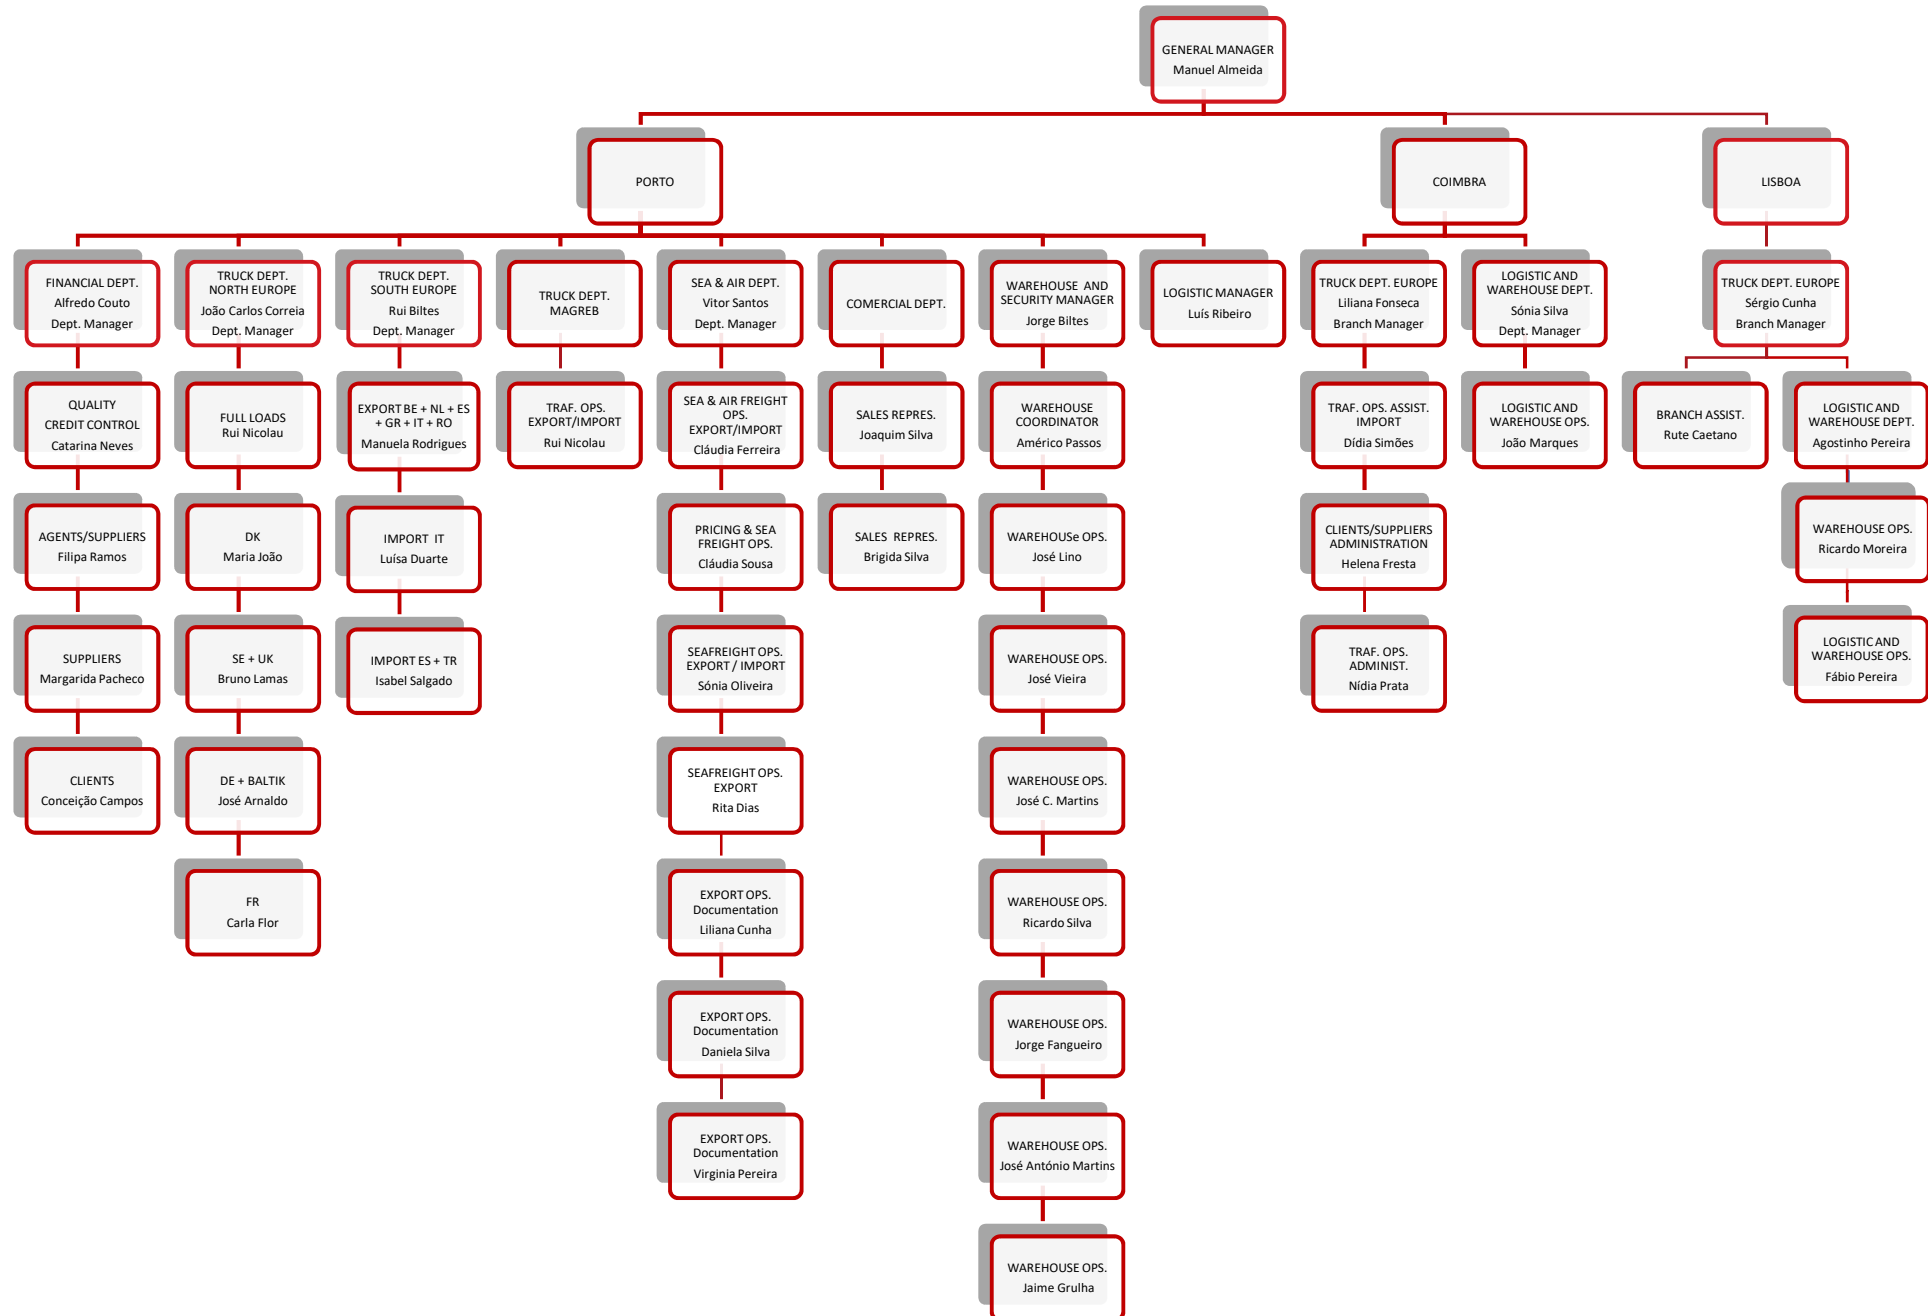 GENERAL MANAGER
Manuel Almeida
PORTO
COIMBRA
LISBOA
FINANCIAL DEPT.
Alfredo Couto
Dept. Manager
TRUCK DEPT.
NORTH EUROPE
João Carlos Correia
Dept. Manager
TRUCK DEPT.
SOUTH EUROPE
Rui Biltes
Dept. Manager
TRUCK DEPT.
MAGREB
SEA & AIR DEPT.
Vitor Santos
Dept. Manager
COMERCIAL DEPT.
WAREHOUSE AND
SECURITY MANAGER
Jorge Biltes
LOGISTIC MANAGER
Luís Ribeiro
TRUCK DEPT. EUROPE
Liliana Fonseca
Branch Manager
LOGISTIC AND
WAREHOUSE DEPT.
Sónia Silva
Dept. Manager
TRUCK DEPT. EUROPE
Sérgio Cunha
Branch Manager
QUALITY
CREDIT CONTROL
Catarina Neves
FULL LOADS
Rui Nicolau
EXPORT BE + NL + ES
+ GR + IT + RO
Manuela Rodrigues
TRAF. OPS.
EXPORT/IMPORT
Rui Nicolau
SEA & AIR FREIGHT
OPS.
EXPORT/IMPORT
Cláudia Ferreira
SALES REPRES.
Joaquim Silva
WAREHOUSE
COORDINATOR
Américo Passos
TRAF. OPS. ASSIST.
IMPORT
Dídia Simões
LOGISTIC AND
WAREHOUSE OPS.
João Marques
BRANCH ASSIST.
Rute Caetano
LOGISTIC AND
WAREHOUSE DEPT.
Agostinho Pereira
AGENTS/SUPPLIERS
Filipa Ramos
DK
Maria João
IMPORT IT
Luísa Duarte
PRICING & SEA
FREIGHT OPS.
Cláudia Sousa
SALES REPRES.
Brigida Silva
WAREHOUSe OPS.
José Lino
CLIENTS/SUPPLIERS
ADMINISTRATION
Helena Fresta
WAREHOUSE OPS.
Ricardo Moreira
SUPPLIERS
Margarida Pacheco
SE + UK
Bruno Lamas
IMPORT ES + TR
Isabel Salgado
SEAFREIGHT OPS.
EXPORT / IMPORT
Sónia Oliveira
WAREHOUSE OPS.
José Vieira
TRAF. OPS.
ADMINIST.
Nídia Prata
LOGISTIC AND
WAREHOUSE OPS.
Fábio Pereira
CLIENTS
Conceição Campos
DE + BALTIK
José Arnaldo
SEAFREIGHT OPS.
EXPORT
Rita Dias
WAREHOUSE OPS.
José C. Martins
FR
Carla Flor
EXPORT OPS.
Documentation
Liliana Cunha
WAREHOUSE OPS.
Ricardo Silva
EXPORT OPS.
Documentation
Daniela Silva
WAREHOUSE OPS.
Jorge Fangueiro
EXPORT OPS.
Documentation
Virginia Pereira
WAREHOUSE OPS.
José António Martins
WAREHOUSE OPS.
Jaime Grulha